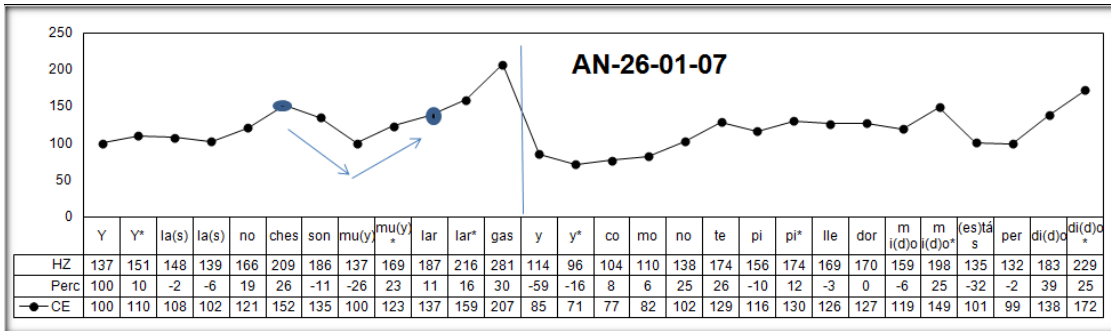 250
200
150
100
50
0
AN-26-01-07
Y Y* la(s) la(s) no ches son mu(y) mu(y)* lar lar* gas y y* co mo no te pi pi* lle dor mi(d)o mi(d)o* (es)tás per di(d)o di(d)o*
HZ 137 151 148 139 166 209 186 137 169 187 216 281 114 96 104 110 138 174 156 174 169 170 159 198 135 132 183 229
Perc 100 10 -2 -6 19 26 -11 -26 23 11 16 30 -59 -16 8 6 25 26 -10 12 -3 0 -6 25 -32 -2 39 25
CE 100 110 108 102 121 152 135 100 123 137 159 207 85 71 77 82 102 129 116 130 126 127 119 149 101 99 138 172